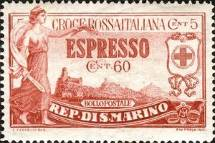 CROCE ROSSA ITALIANA CENT 5
ESPRESSO
CENT. 60
BOLLO POSTALE
REP. DI S. MARINO